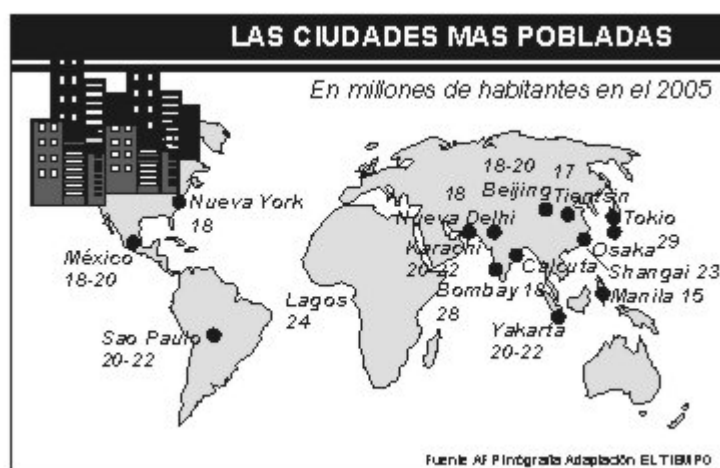 LAS CIUDADES MAS POBLADAS
En millones de habitantes en el 2005
18-20
17
18
Beijing
Tientsin
Nueva York
18
Nueva Delhi
Tokio
29
México
18-20
Karachi
20-22
Calcuta
18
Osaka
Shangai 23
Bombay
28
Manila 15
Lagos
24
Yakarta
20-22
Sao Paulo
20-22
Fuente AFP Infografía Adaptación EL TIEMPO